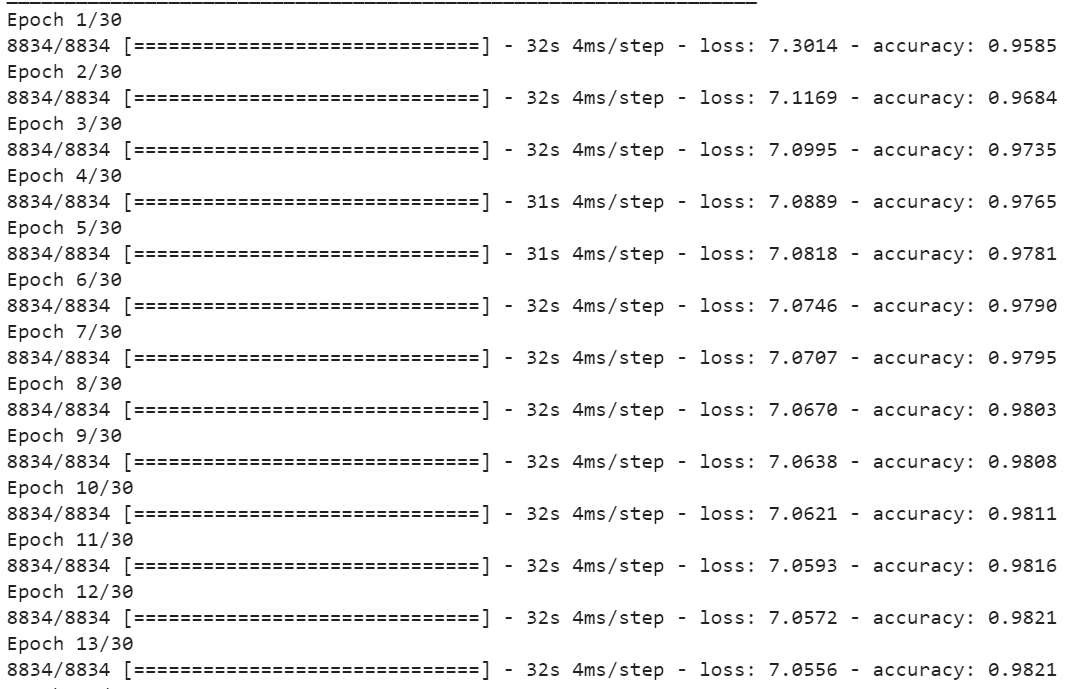 Epoch 1/30
8834/8834 [==============================] - 32s 4ms/step - loss: 7.3014 - accuracy: 0.9585
Epoch 2/30
8834/8834 [==============================] - 32s 4ms/step - loss: 7.1169 - accuracy: 0.9684
Epoch 3/30
8834/8834 [==============================] - 32s 4ms/step - loss: 7.0995 - accuracy: 0.9735
Epoch 4/30
8834/8834 [==============================] - 31s 4ms/step - loss: 7.0889 - accuracy: 0.9765
Epoch 5/30
8834/8834 [==============================] - 31s 4ms/step - loss: 7.0818 - accuracy: 0.9781
Epoch 6/30
8834/8834 [==============================] - 32s 4ms/step - loss: 7.0746 - accuracy: 0.9790
Epoch 7/30
8834/8834 [==============================] - 32s 4ms/step - loss: 7.0707 - accuracy: 0.9795
Epoch 8/30
8834/8834 [==============================] - 32s 4ms/step - loss: 7.0670 - accuracy: 0.9803
Epoch 9/30
8834/8834 [==============================] - 32s 4ms/step - loss: 7.0638 - accuracy: 0.9808
Epoch 10/30
8834/8834 [==============================] - 32s 4ms/step - loss: 7.0621 - accuracy: 0.9811
Epoch 11/30
8834/8834 [==============================] - 32s 4ms/step - loss: 7.0593 - accuracy: 0.9816
Epoch 12/30
8834/8834 [==============================] - 32s 4ms/step - loss: 7.0572 - accuracy: 0.9821
Epoch 13/30
8834/8834 [==============================] - 32s 4ms/step - loss: 7.0556 - accuracy: 0.9821